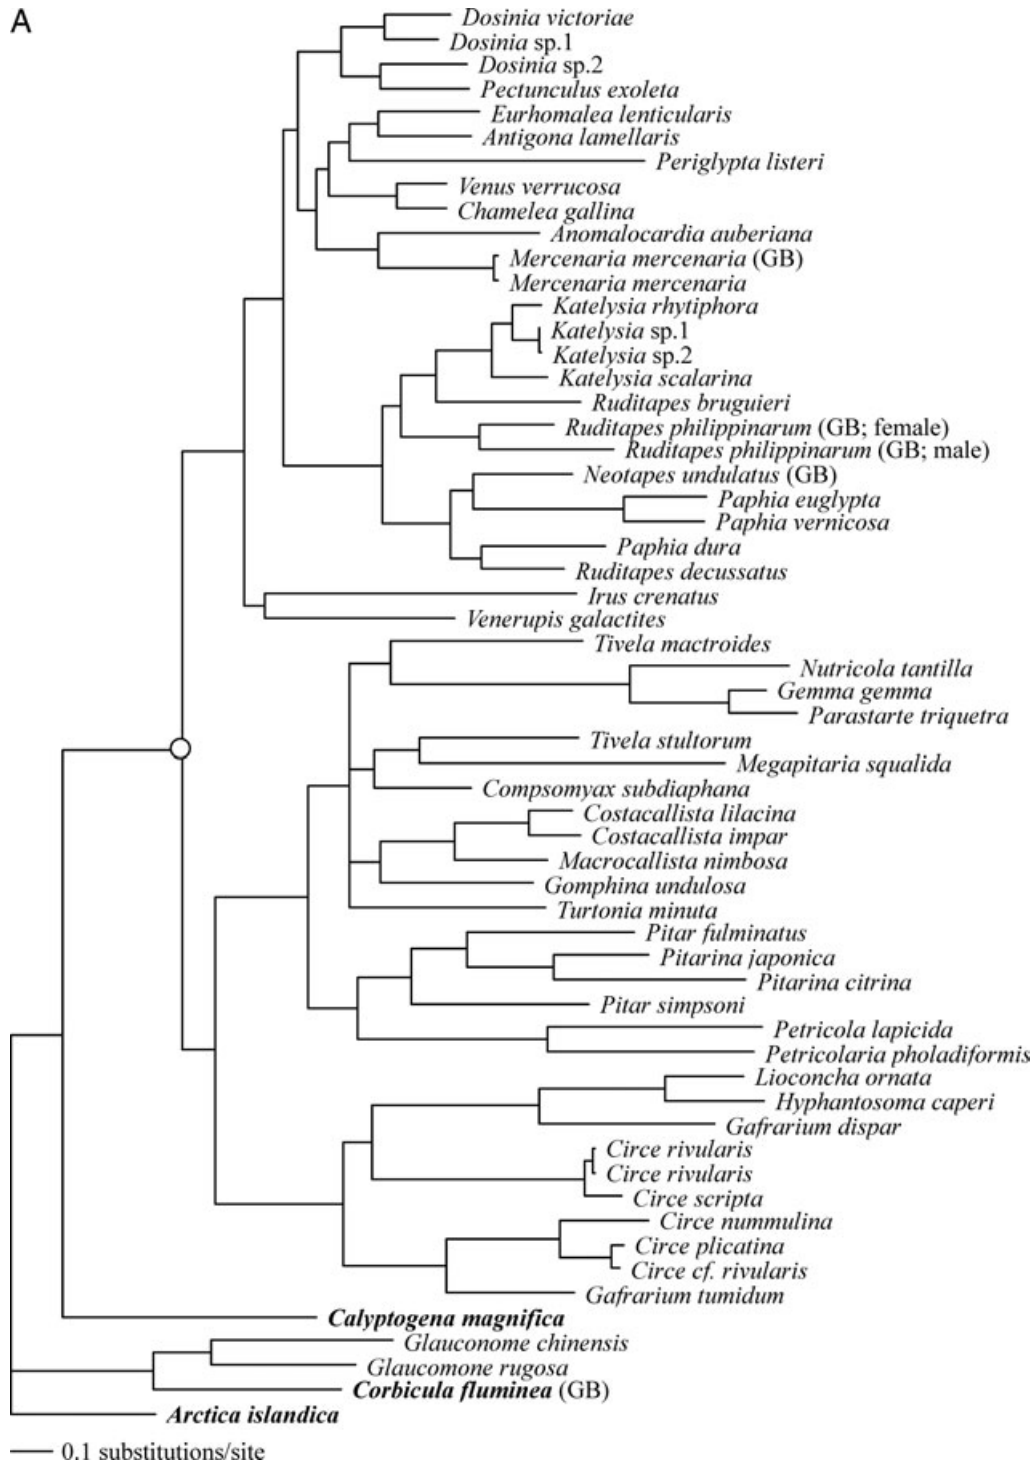 A
Dosinia victoriae
Dosinia sp.1
Dosinia sp.2
Pectunculus exoleta
Eurhomalea lenticularis
Antigona lamellaris
Periglypta listeri
Venus verrucosa
Chamelea gallina
Anomalocardia auberiana
Mercenaria mercenaria (GB)
Mercenaria mercenaria
Katelysia rhytiphora
Katelysia sp.1
Katelysia sp.2
Katelysia scalarina
Ruditapes bruguieri
Ruditapes philippinarum (GB; female)
Ruditapes philippinarum (GB; male)
Neotapes undulatus (GB)
Paphia euglypta
Paphia vernicosa
Paphia dura
Ruditapes decussatus
Irus crenatus
Venerupis galactites
Tivela mactroides
Nutricola tantilla
Gemma gemma
Parastarte triquetra
Tivela stultorum
Megapitaria squalida
Compsomyax subdiaphana
Costacallista lilacina
Costacallista impar
Macrocallista nimbosa
Gomphina undulosa
Turtonia minuta
Pitar fulminatus
Pitarina japonica
Pitarina citrina
Pitar simpsoni
Petricola lapicida
Petricolaria pholadiformis
Lioconcha ornata
Hyphantosoma caperi
Gafrarium dispar
Circe rivularis
Circe rivularis
Circe scripta
Circe nummulina
Circe plicatina
Circe cf. rivularis
Gafrarium tumidum
Calyptogena magnifica
Glauconome chinensis
Glaucomone rugosa
Corbicula fluminea (GB)
Arctica islandica
0.1 substitutions/site